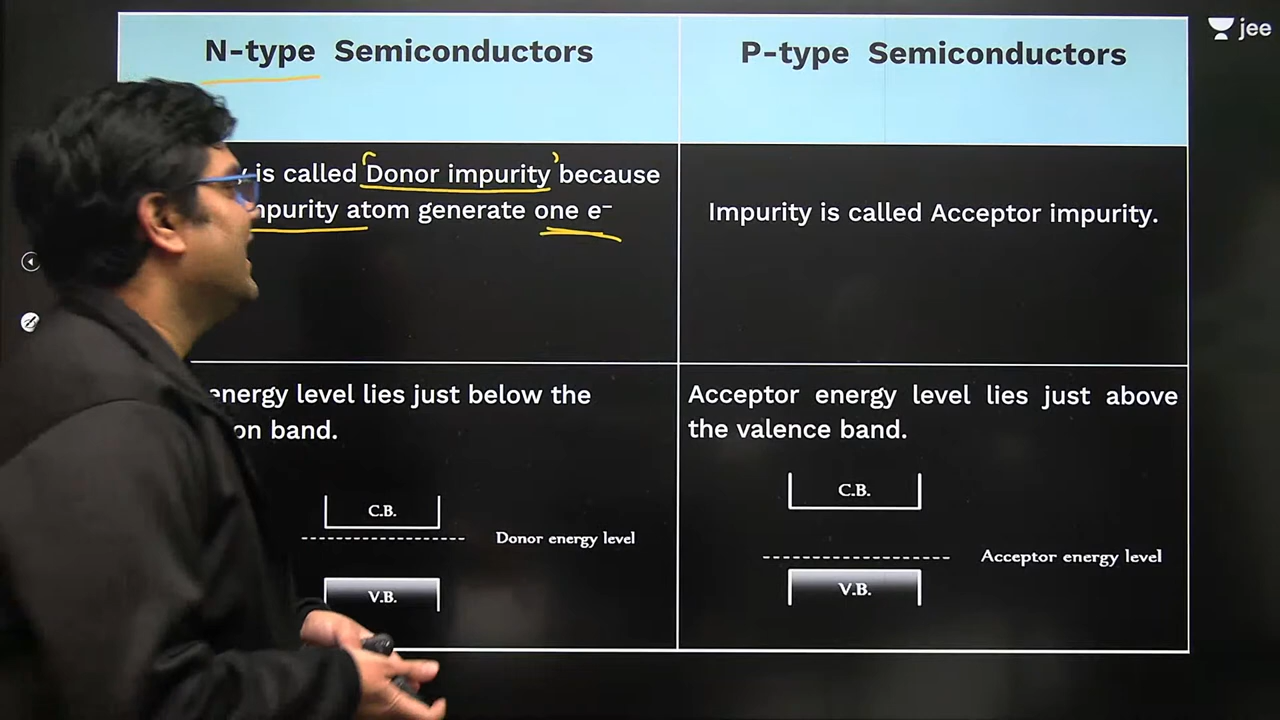 N-type Semiconductors
P-type Semiconductors
jee
is called 'Donor impurity' because
atom generate one e⁻
Impurity is called Acceptor impurity.
energy level lies just below the
band.
Acceptor energy level lies just above
the valence band.
C.B.
Donor energy level
V.B.
C.B.
Acceptor energy level
V.B.